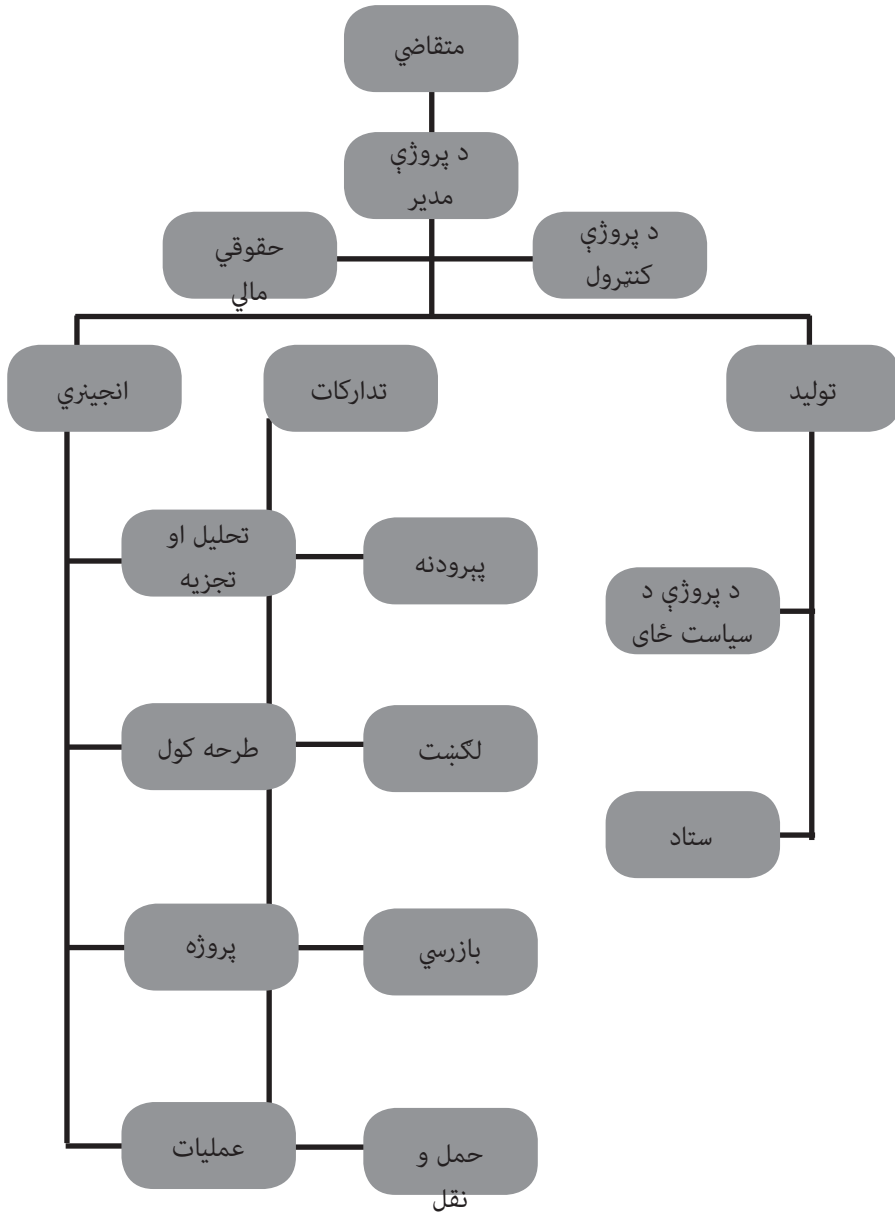 متقاضي
د پروژې
مدير
د پروژې
کنټرول
حقوقي
مالي
توليد
تدارکات
انجينري
د پروژې د
سياست ځای
ستاد
پېرودنه
لګښت
بازرسي
حمل و
نقل
تحليل او
تجزيه
طرحه کول
پروژه
عمليات